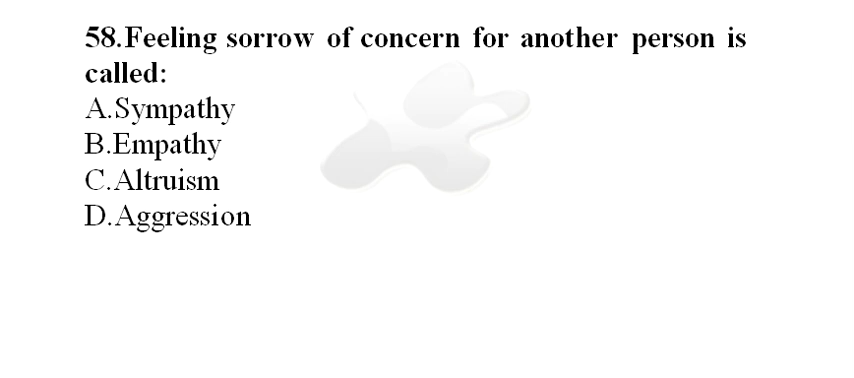 58.Feeling sorrow of concern for another person is
called:
A.Sympathy
B.Empathy
C.Altruism
D.Aggression